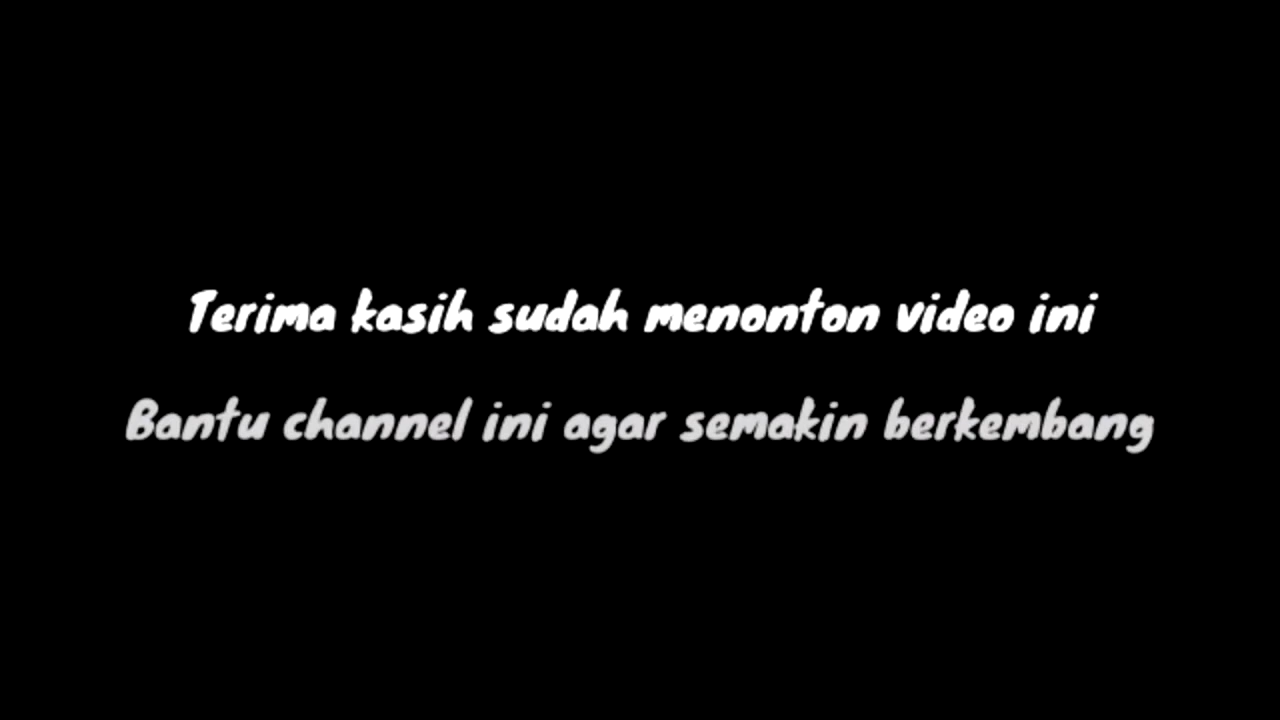 Terima kasih sudah menonton video ini
Bantu channel ini agar semakin berkembang